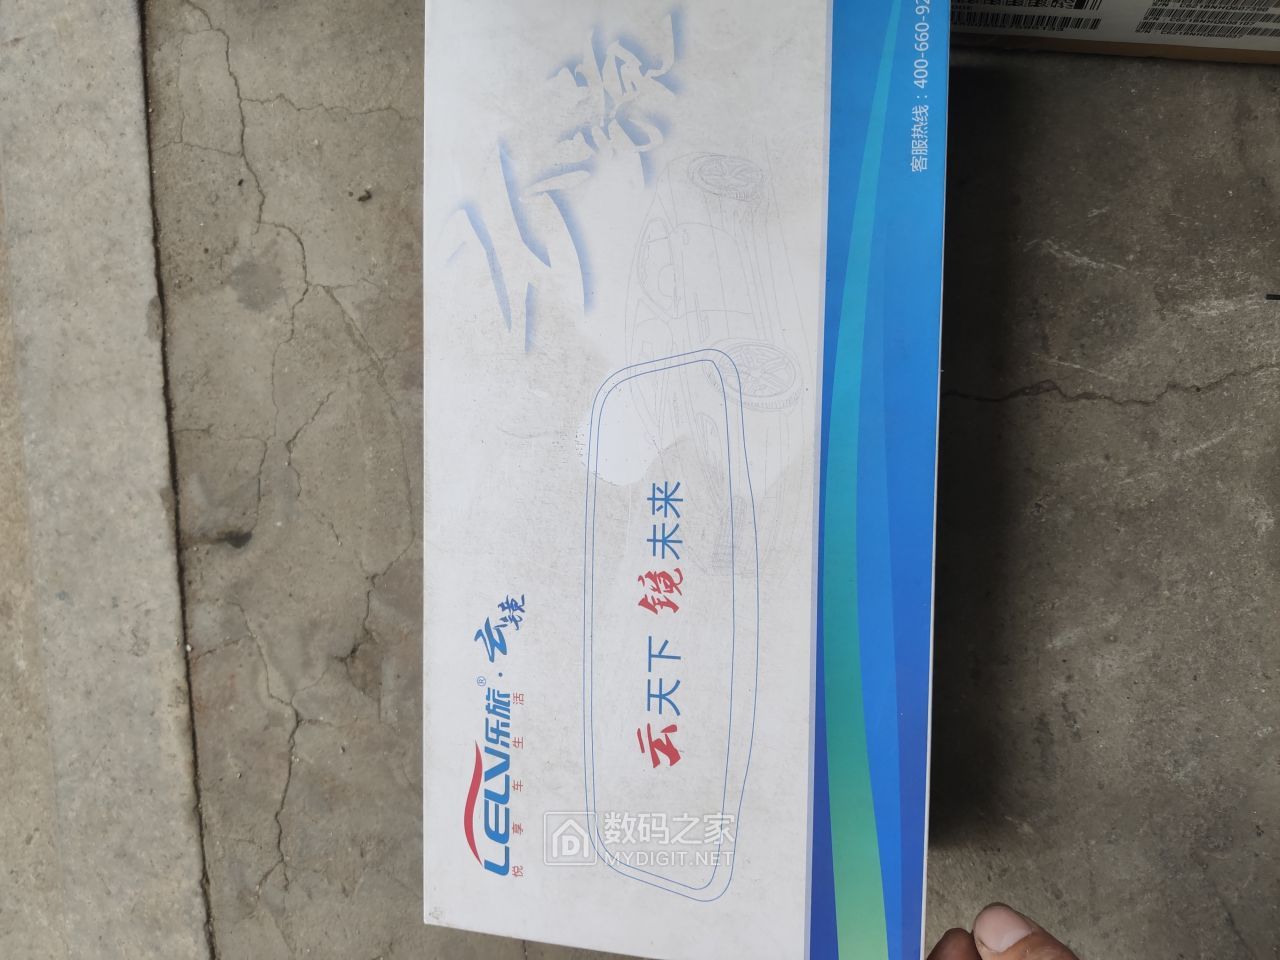 云镜
LELV乐旅®·云镜
悦享车生活
云天下 镜未来
客服热线：400-660-92
数码之家
MYDIGIT.NET